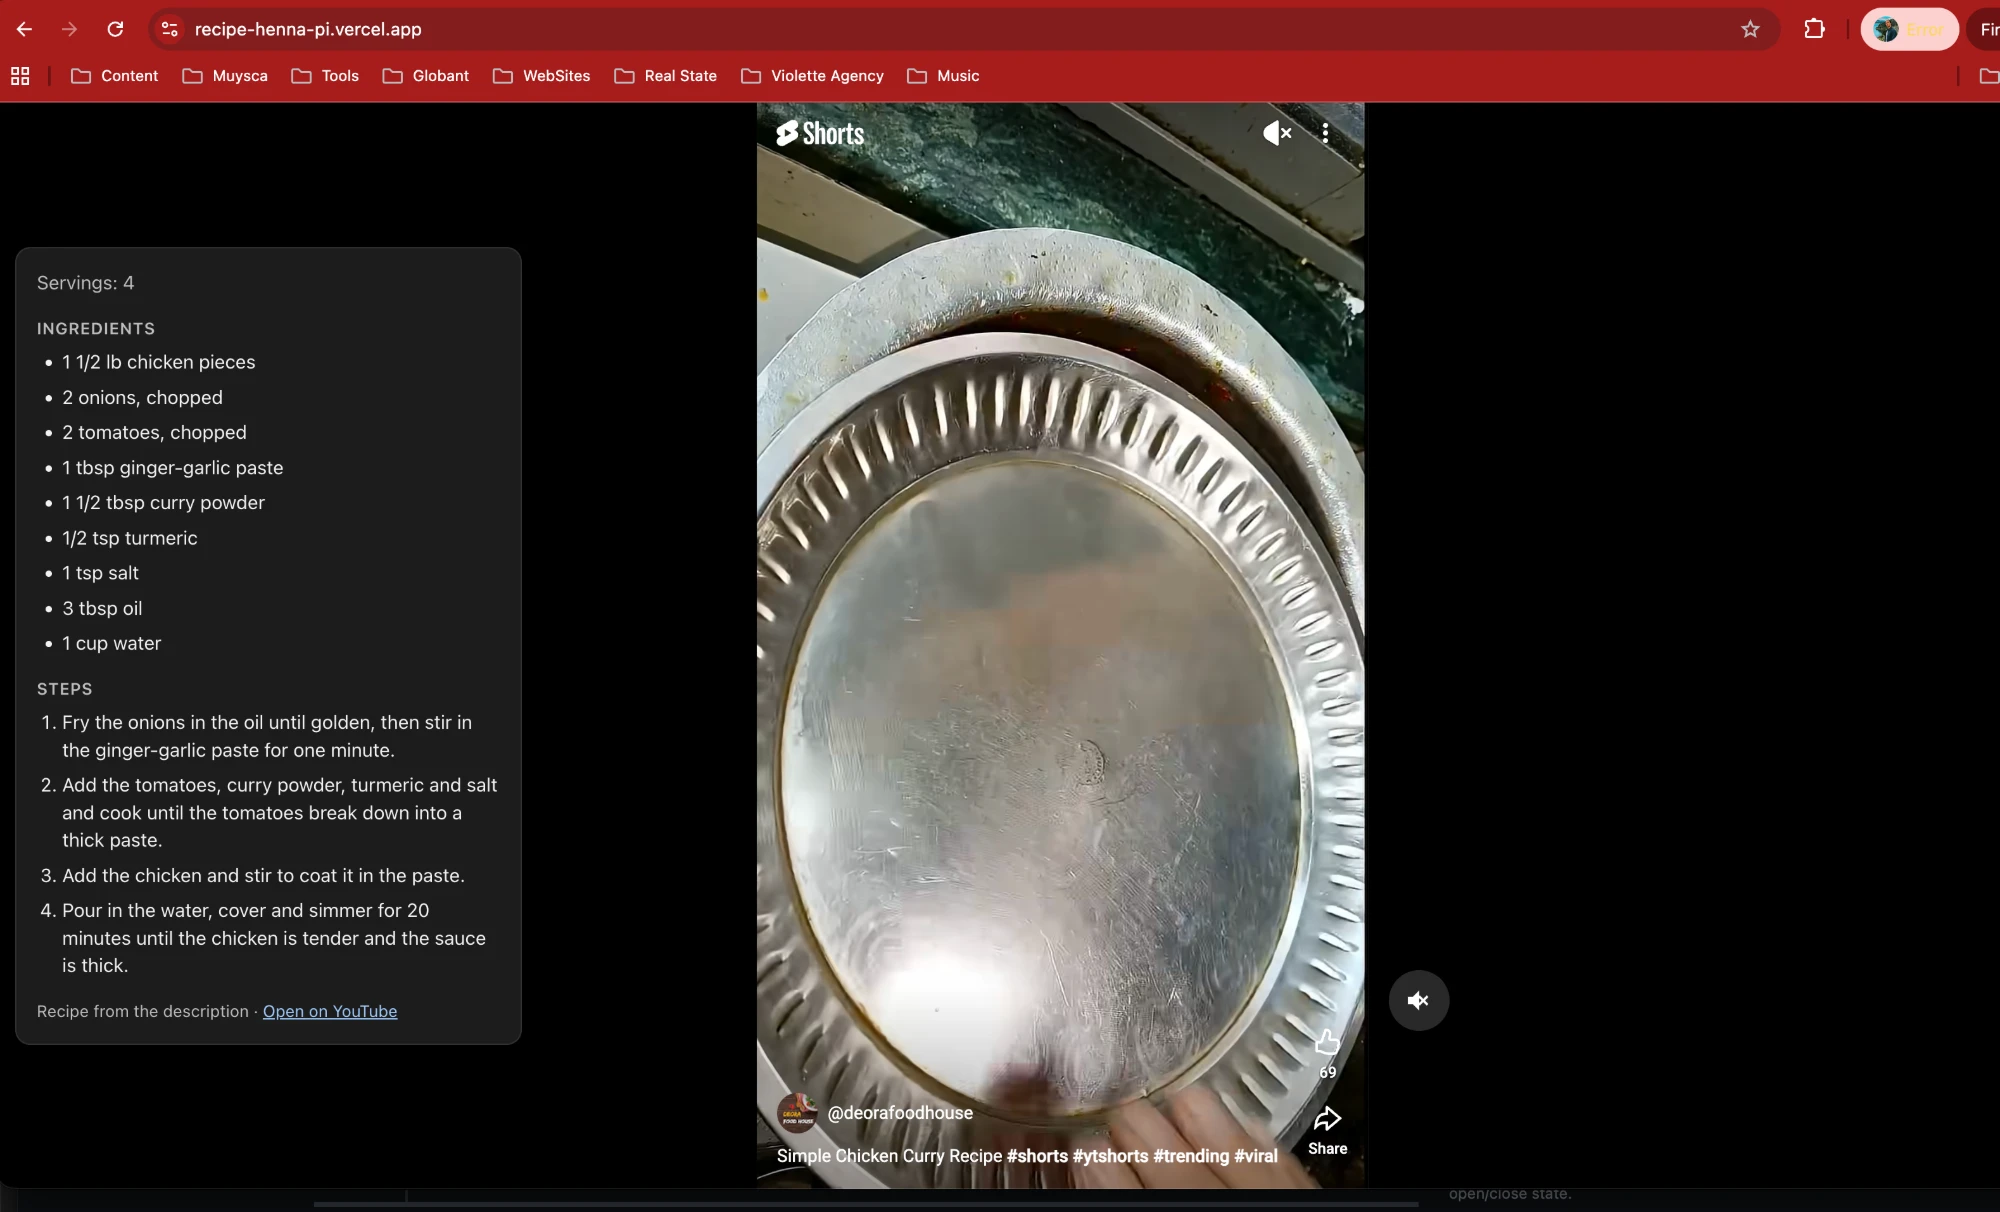 recipe-henna-pi.vercel.app
Error
Content
Muysca
Tools
Globant
WebSites
Real State
Violette Agency
Music
Shorts
Servings: 4
INGREDIENTS
• 1 1/2 lb chicken pieces
• 2 onions, chopped
• 2 tomatoes, chopped
• 1 tbsp ginger-garlic paste
• 1 1/2 tbsp curry powder
• 1/2 tsp turmeric
• 1 tsp salt
• 3 tbsp oil
• 1 cup water
STEPS
1. Fry the onions in the oil until golden, then stir in
the ginger-garlic paste for one minute.
2. Add the tomatoes, curry powder, turmeric and salt
and cook until the tomatoes break down into a
thick paste.
3. Add the chicken and stir to coat it in the paste.
4. Pour in the water, cover and simmer for 20
minutes until the chicken is tender and the sauce
is thick.
Recipe from the description · Open on YouTube
69
DEORA
FOOD HOUSE
@deorafoodhouse
Share
Simple Chicken Curry Recipe #shorts #ytshorts #trending #viral
open/close state.